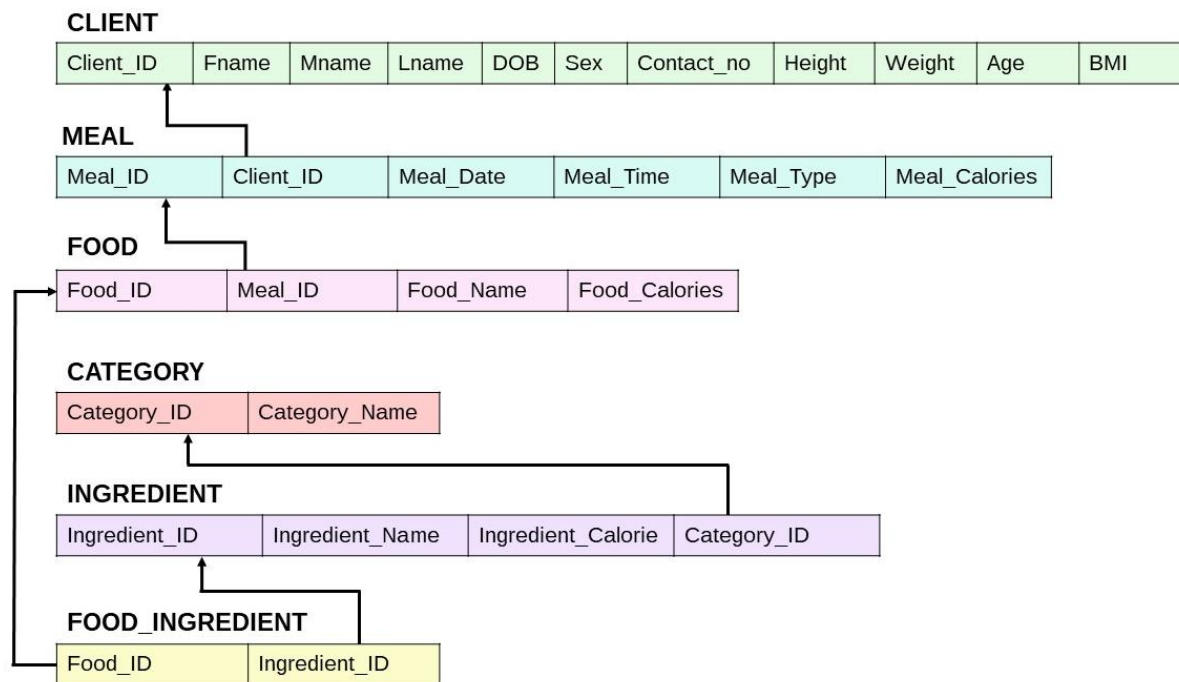 CLIENT
Client_ID Fname Mname Lname DOB Sex Contact_no Height Weight Age BMI
MEAL
Meal_ID Client_ID Meal_Date Meal_Time Meal_Type Meal_Calories
FOOD
Food_ID Meal_ID Food_Name Food_Calories
CATEGORY
Category_ID Category_Name
INGREDIENT
Ingredient_ID Ingredient_Name Ingredient_Calorie Category_ID
FOOD_INGREDIENT
Food_ID Ingredient_ID